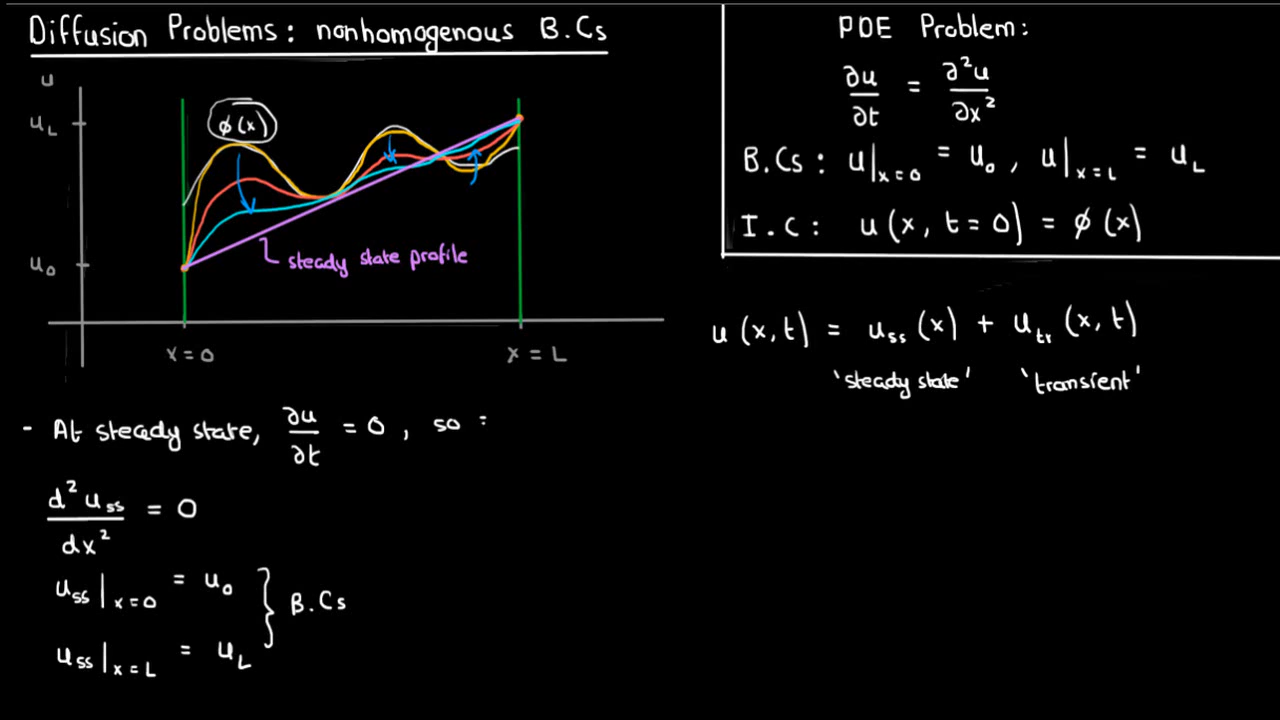 Diffusion Problems: nonhomogenous B.Cs
u
u_L
ϕ(x)
u_0
steady state profile
x = 0
x = L
PDE Problem:
∂u/∂t = ∂²u/∂x²
B.Cs: u|_{x=0} = u_0, u|_{x=L} = u_L
I.C: u(x, t=0) = ϕ(x)
u(x,t) = u_ss(x) + u_tr(x,t)
'steady state' 'transient'
- At steady state, ∂u/∂t = 0, so :
d²u_ss/dx² = 0
u_ss|_{x=0} = u_0
B.Cs
u_ss|_{x=L} = u_L